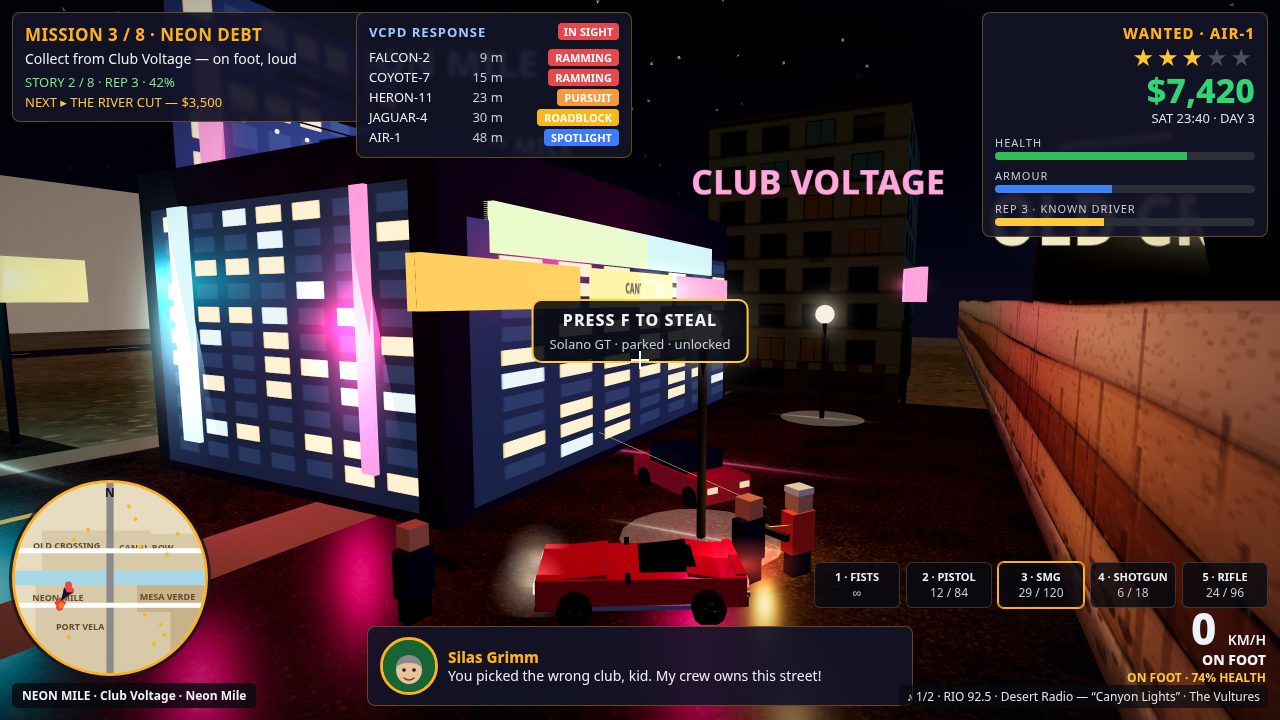 MISSION 3 / 8 · NEON DEBT
Collect from Club Voltage — on foot, loud
STORY 2 / 8 · REP 3 · 42%
NEXT ▸ THE RIVER CUT — $3,500
VCPD RESPONSE
IN SIGHT
FALCON-2 9 m RAMMING
COYOTE-7 15 m RAMMING
HERON-11 23 m PURSUIT
JAGUAR-4 30 m ROADBLOCK
AIR-1 48 m SPOTLIGHT
WANTED · AIR-1
★★★★★
$7,420
SAT 23:40 · DAY 3
HEALTH
ARMOUR
REP 3 · KNOWN DRIVER
CLUB VOLTAGE
PRESS F TO STEAL
Solano GT · parked · unlocked
N
OLD CROSSING
CANAL ROW
NEON MILE
MESA VERDE
PORT VELA
NEON MILE · Club Voltage · Neon Mile
Silas Grimm
You picked the wrong club, kid. My crew owns this street!
1 · FISTS
∞
2 · PISTOL
12 / 84
3 · SMG
29 / 120
4 · SHOTGUN
6 / 18
5 · RIFLE
24 / 96
0 KM/H
ON FOOT
ON FOOT · 74% HEALTH
♪ 1/2 · RIO 92.5 · Desert Radio — “Canyon Lights” · The Vultures